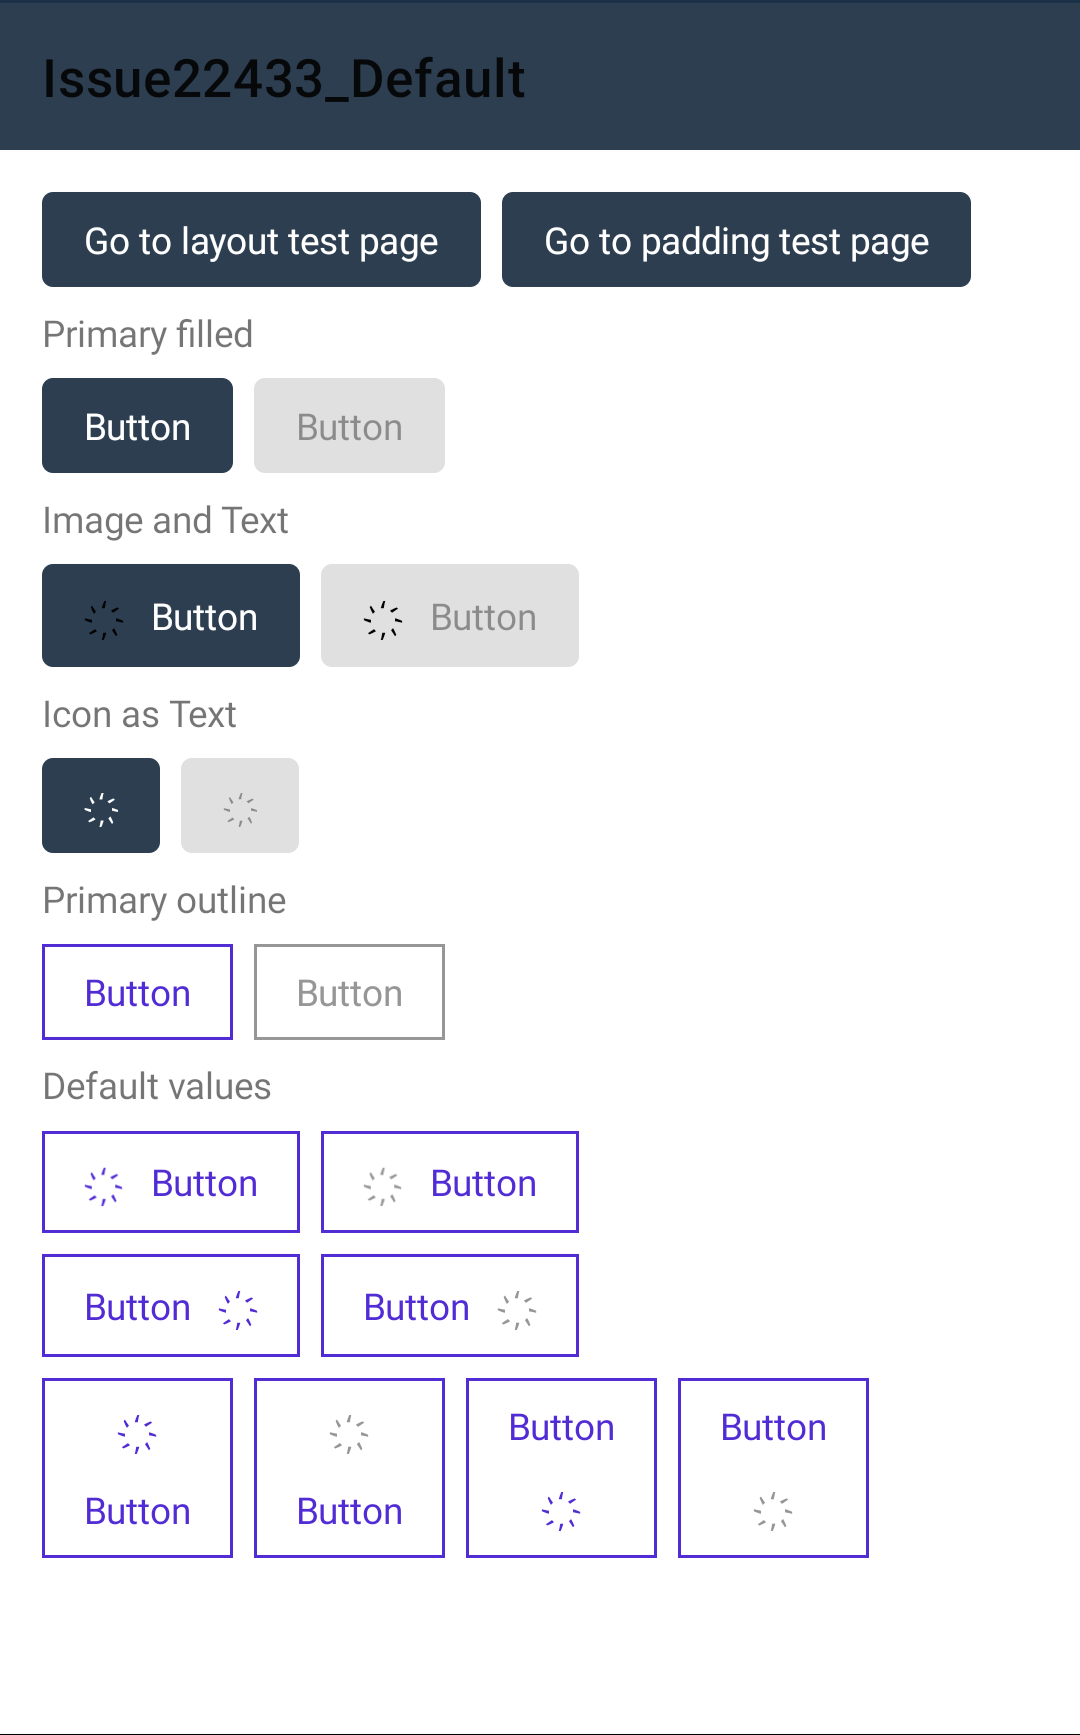 Issue22433_Default
Go to layout test page Go to padding test page
Primary filled
Button Button
Image and Text
Button Button
Icon as Text
Primary outline
Button Button
Default values
Button Button
Button Button
Button Button
Button Button